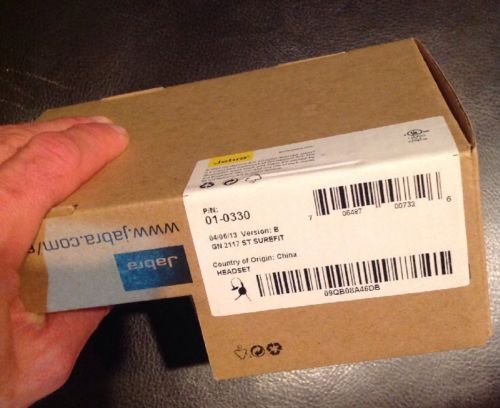 Jabra
P/N:
01-0330
04/06/13 Version: B
GN 2117 ST SUREFIT
Country of Origin: China
HEADSET
7 06487 00732 6
09QB08A46DB
www.jabra.com/
Jabra